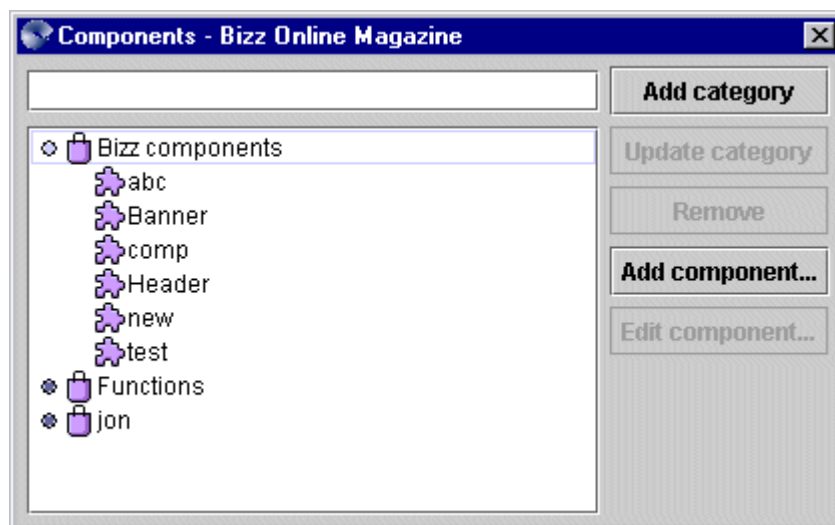 Components - Bizz Online Magazine
Add category
Bizz components
Update category
abc
Banner
Remove
comp
Add component...
Header
new
Edit component...
test
Functions
jon